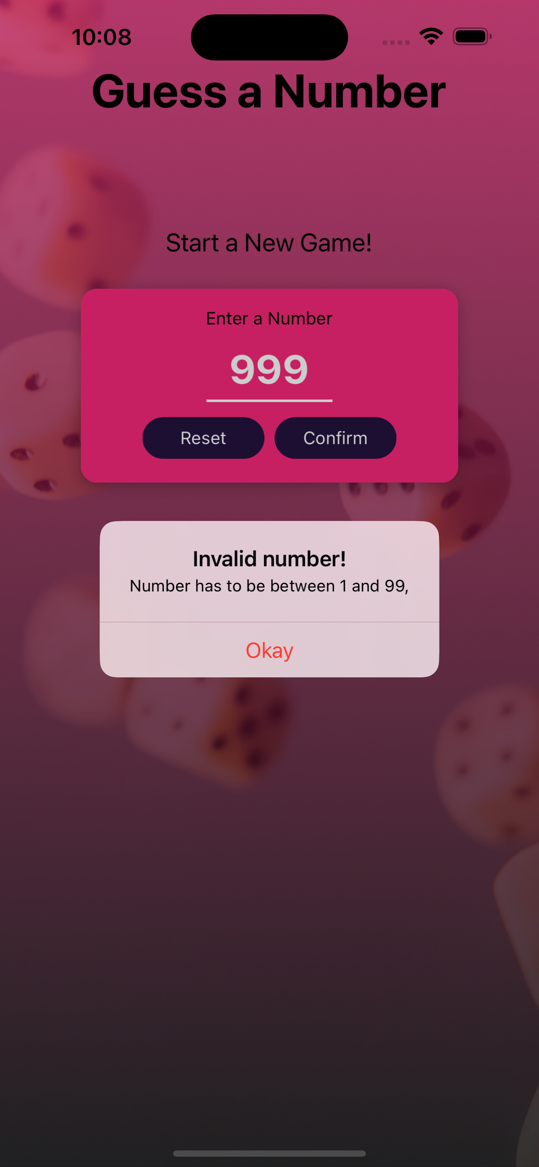 10:08
Guess a Number
Start a New Game!
Enter a Number
999
Reset Confirm
Invalid number!
Number has to be between 1 and 99,
Okay